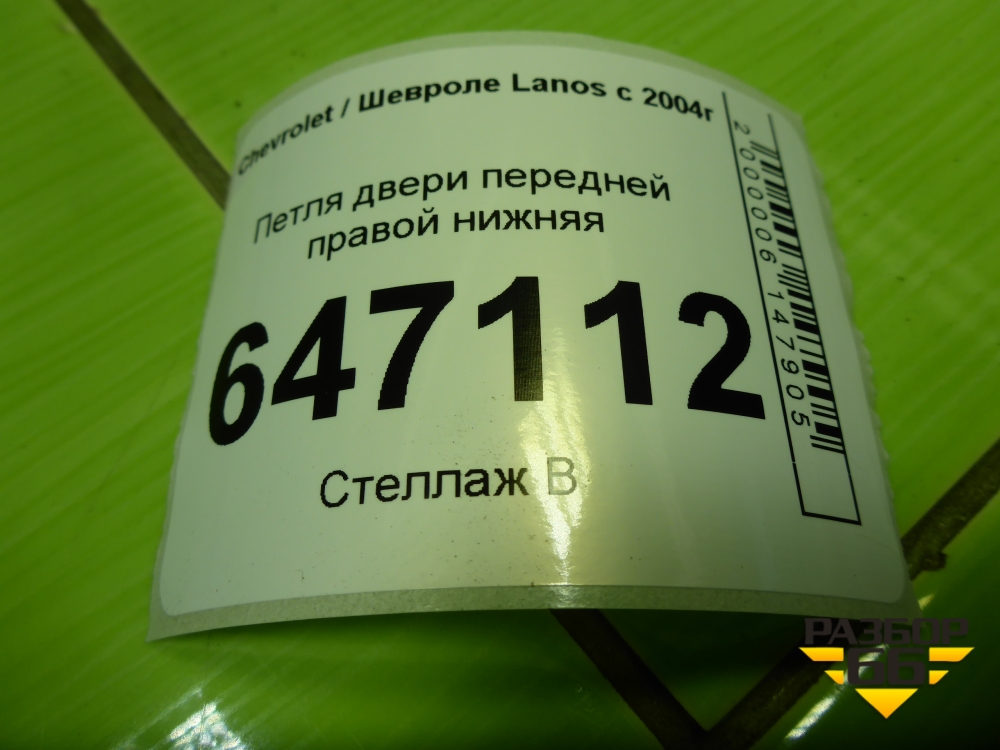 Chevrolet / Шевроле Lanos с 2004г
Петля двери передней
правой нижняя
647112
Стеллаж В
2000006147905
РАЗБОР
66